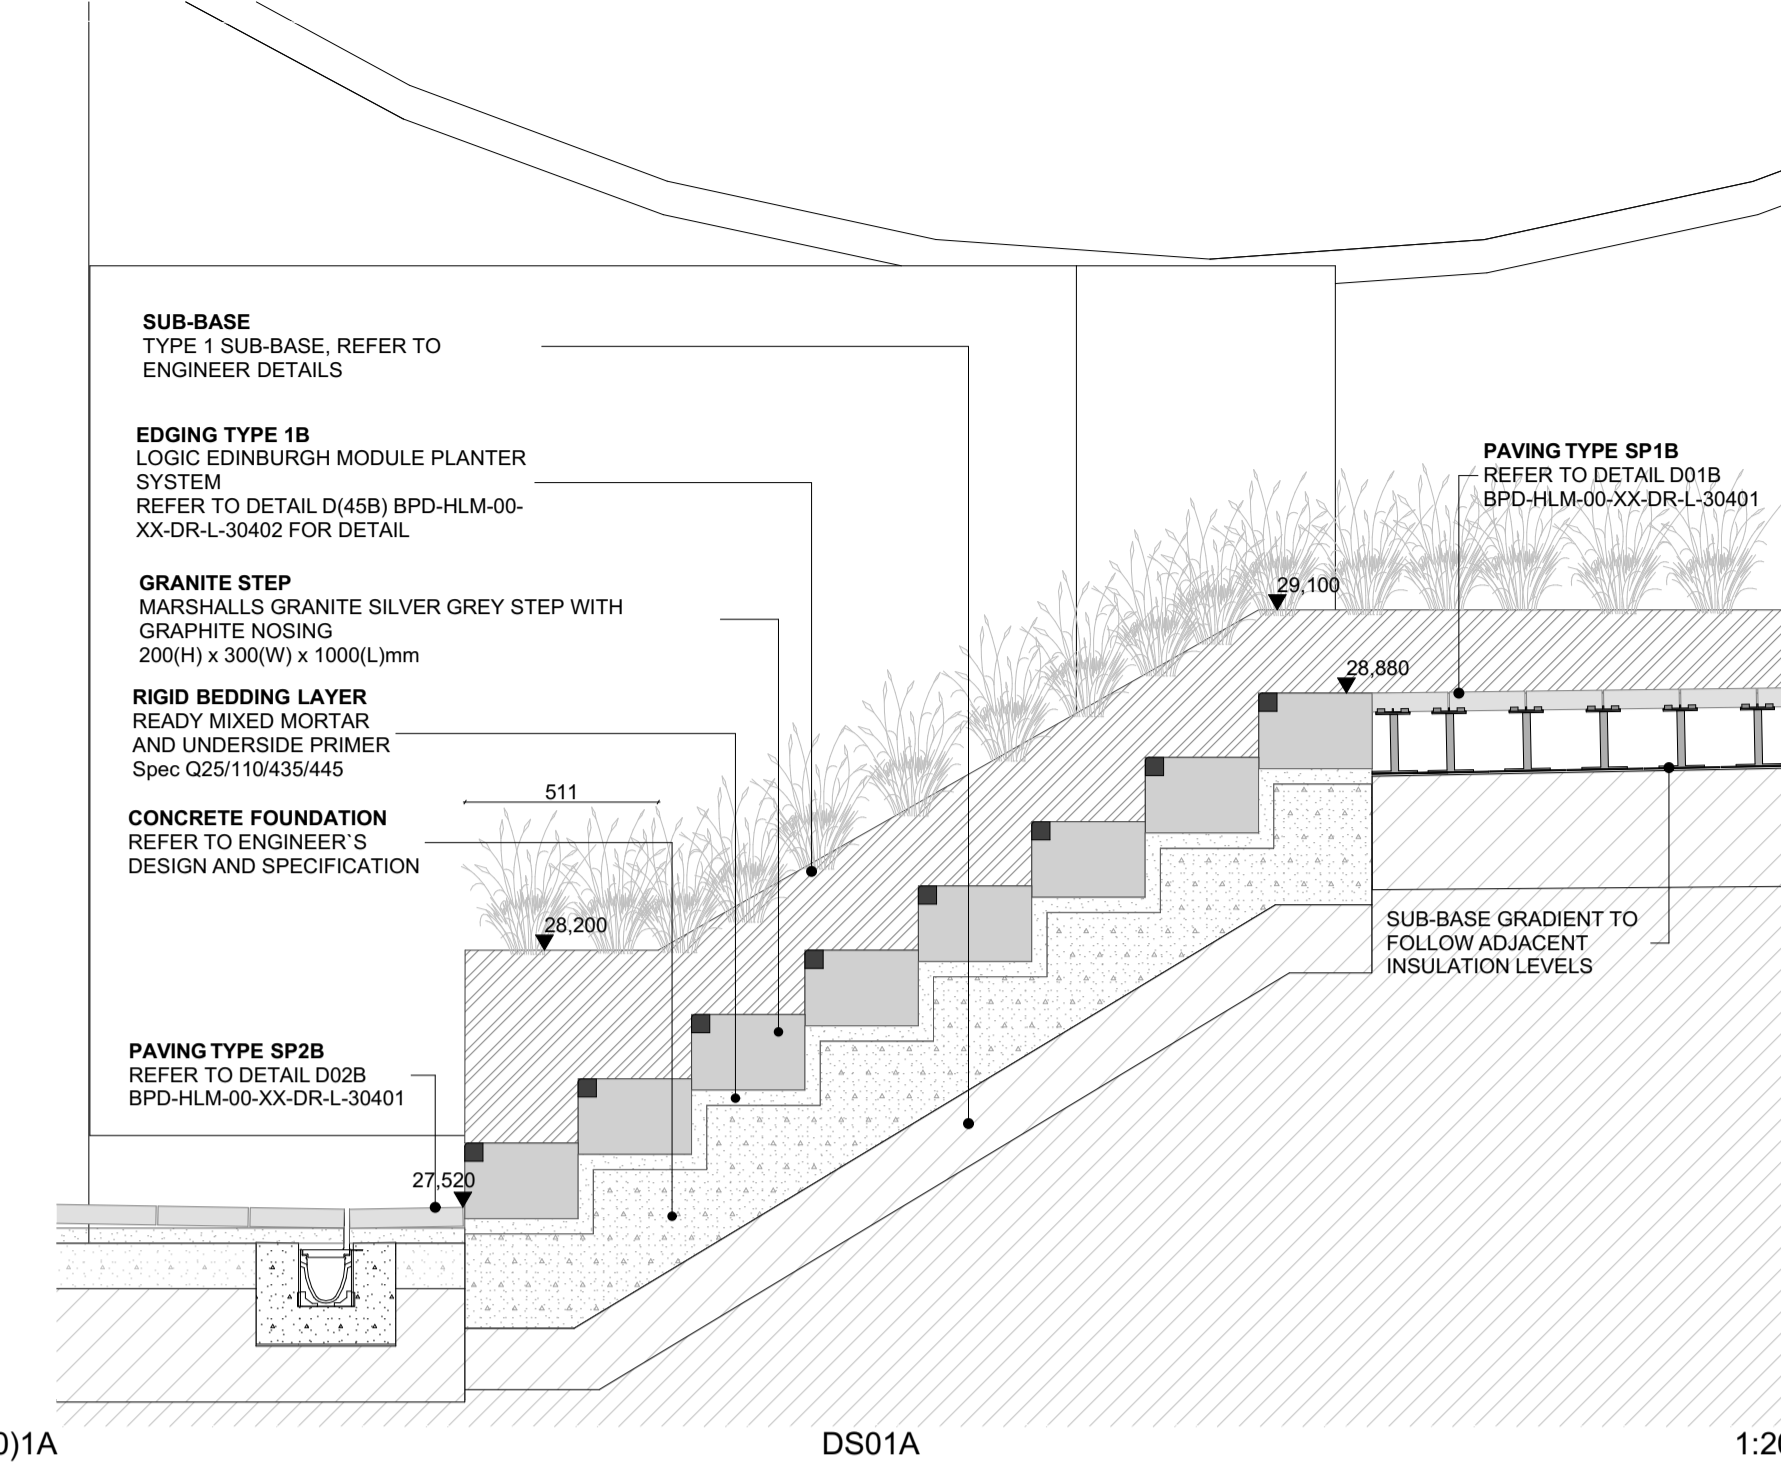 SUB-BASE
TYPE 1 SUB-BASE, REFER TO
ENGINEER DETAILS
EDGING TYPE 1B
LOGIC EDINBURGH MODULE PLANTER
SYSTEM
REFER TO DETAIL D(45B) BPD-HLM-00-
XX-DR-L-30402 FOR DETAIL
GRANITE STEP
MARSHALLS GRANITE SILVER GREY STEP WITH
GRAPHITE NOSING
200(H) x 300(W) x 1000(L)mm
RIGID BEDDING LAYER
READY MIXED MORTAR
AND UNDERSIDE PRIMER
Spec Q25/110/435/445
511
CONCRETE FOUNDATION
REFER TO ENGINEER`S
DESIGN AND SPECIFICATION
28,200
PAVING TYPE SP2B
REFER TO DETAIL D02B
BPD-HLM-00-XX-DR-L-30401
27,520
PAVING TYPE SP1B
REFER TO DETAIL D01B
BPD-HLM-00-XX-DR-L-30401
29,100
28,880
SUB-BASE GRADIENT TO
FOLLOW ADJACENT
INSULATION LEVELS
)1A
DS01A
1:2